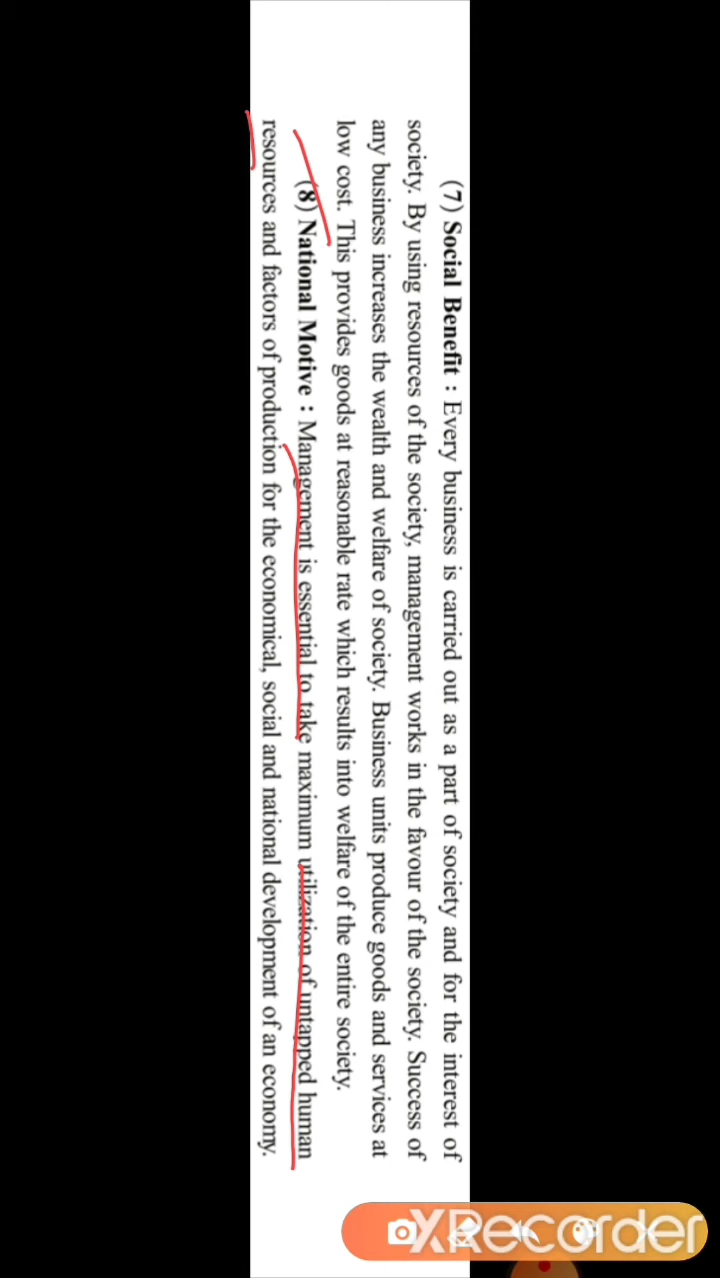 (7) Social Benefit : Every business is carried out as a part of society and for the interest of
society. By using resources of the society, management works in the favour of the society. Success of
any business increases the wealth and welfare of society. Business units produce goods and services at
low cost. This provides goods at reasonable rate which results into welfare of the entire society.
(8) National Motive : Management is essential to take maximum utilization of untapped human
resources and factors of production for the economical, social and national development of an economy.
XRecorder